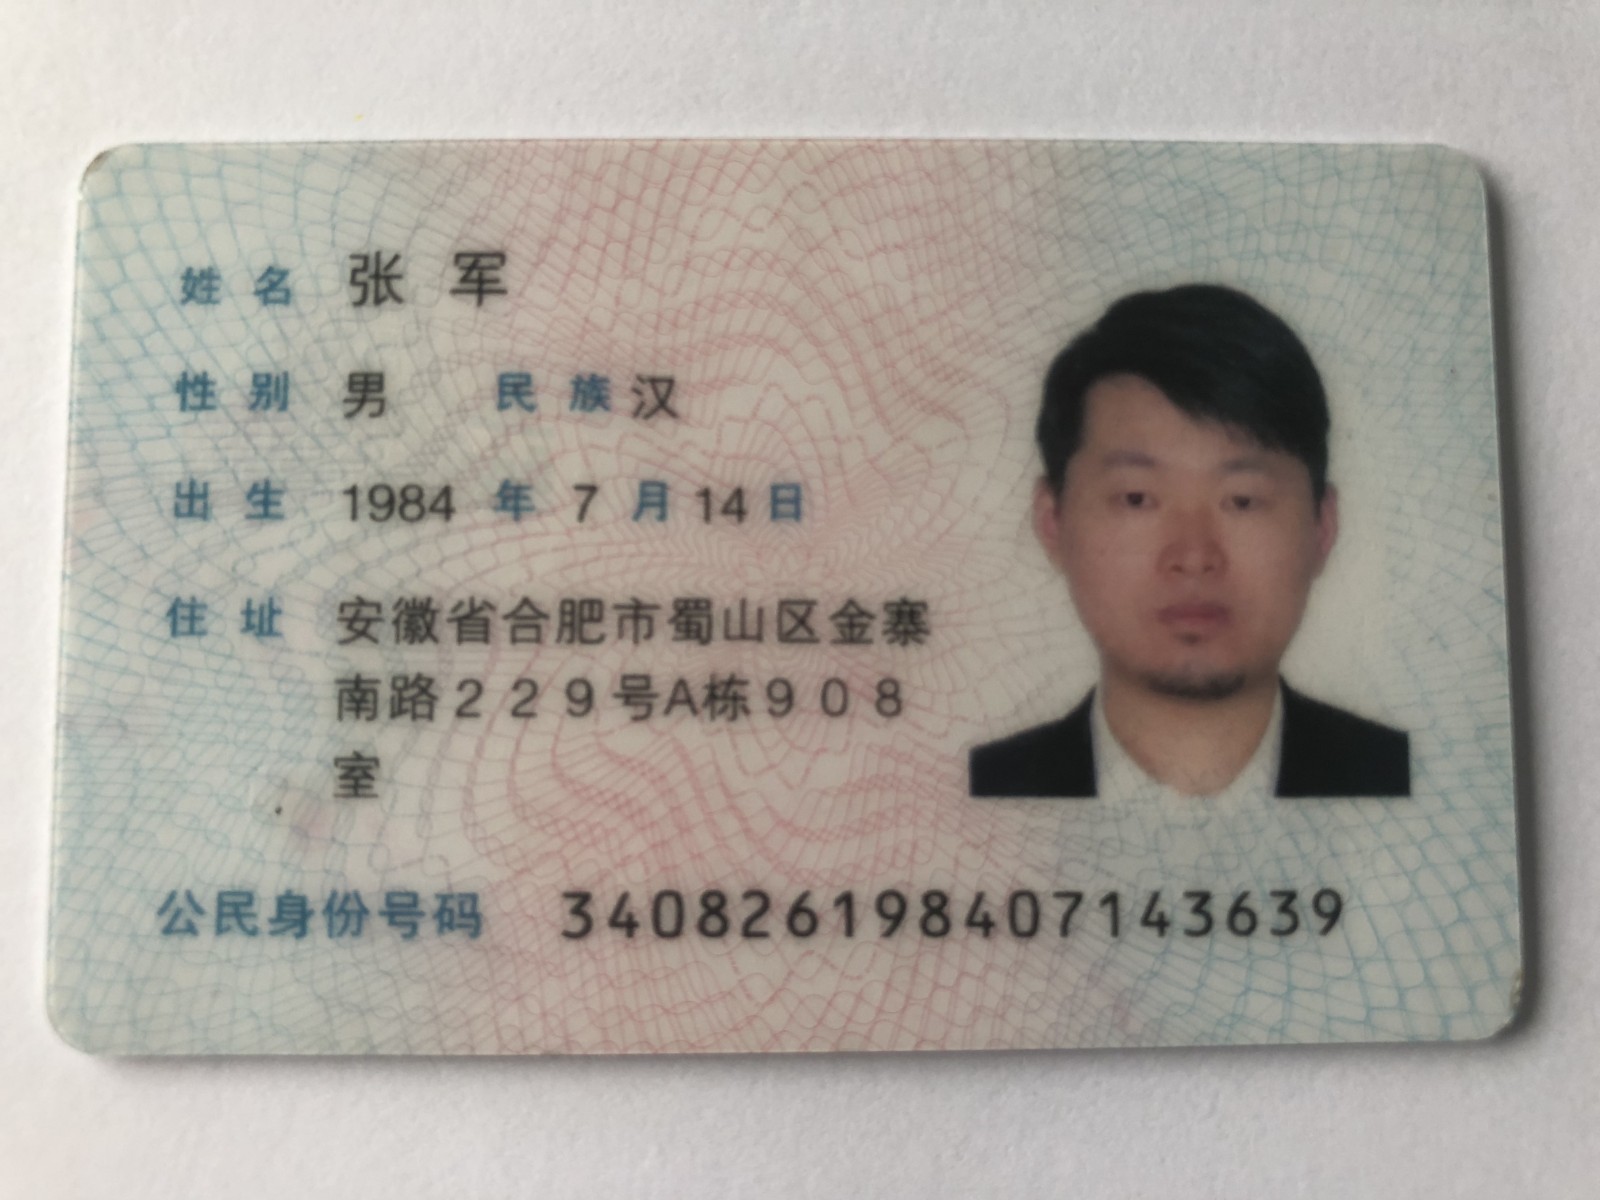 姓名 张军
性别 男 民族 汉
出生 1984 年 7 月 14 日
住址 安徽省合肥市蜀山区金寨
南路229号A栋908
室
公民身份号码 340826198407143639